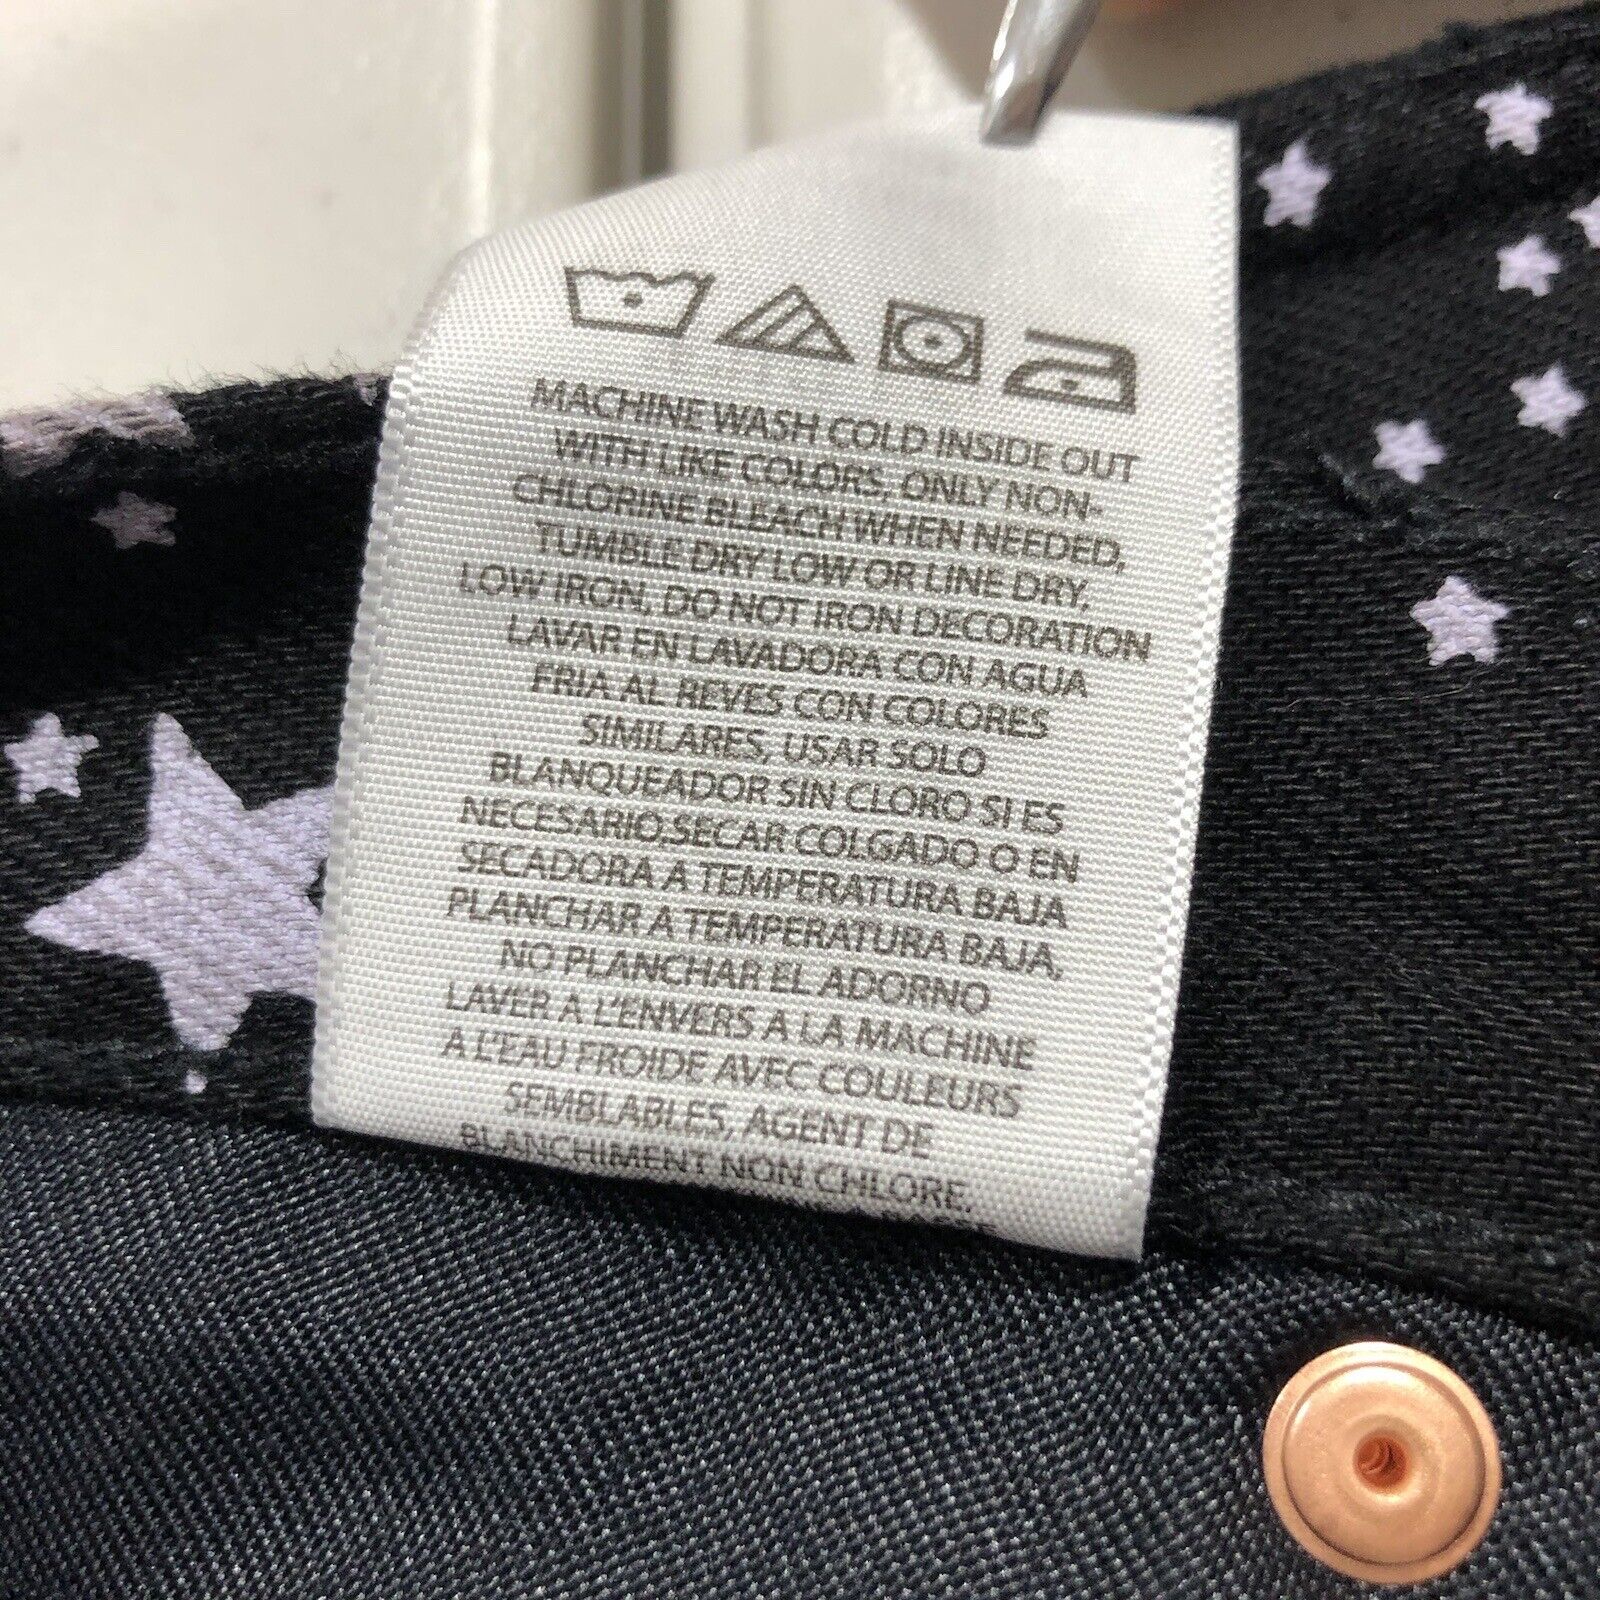 MACHINE WASH COLD INSIDE OUT
WITH LIKE COLORS, ONLY NON-
CHLORINE BLEACH WHEN NEEDED,
TUMBLE DRY LOW OR LINE DRY.
LOW IRON, DO NOT IRON DECORATION
LAVAR EN LAVADORA CON AGUA
FRIA AL REVES CON COLORES
SIMILARES, USAR SOLO
BLANQUEADOR SIN CLORO SI ES
NECESARIO,SECAR COLGADO O EN
SECADORA A TEMPERATURA BAJA
PLANCHAR A TEMPERATURA BAJA,
NO PLANCHAR EL ADORNO
LAVER A L'ENVERS A LA MACHINE
A L'EAU FROIDE AVEC COULEURS
SEMBLABLES, AGENT DE
BLANCHIMENT NON CHLORE,